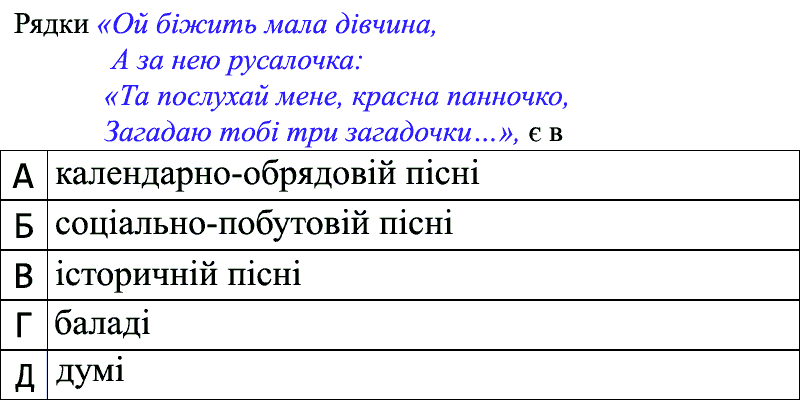 Рядки «Ой біжить мала дівчина,
А за нею русалочка:
«Та послухай мене, красна панночко,
Загадаю тобі три загадочки…», є в
А календарно-обрядовій пісні
Б соціально-побутовій пісні
В історичній пісні
Г баладі
Д думі